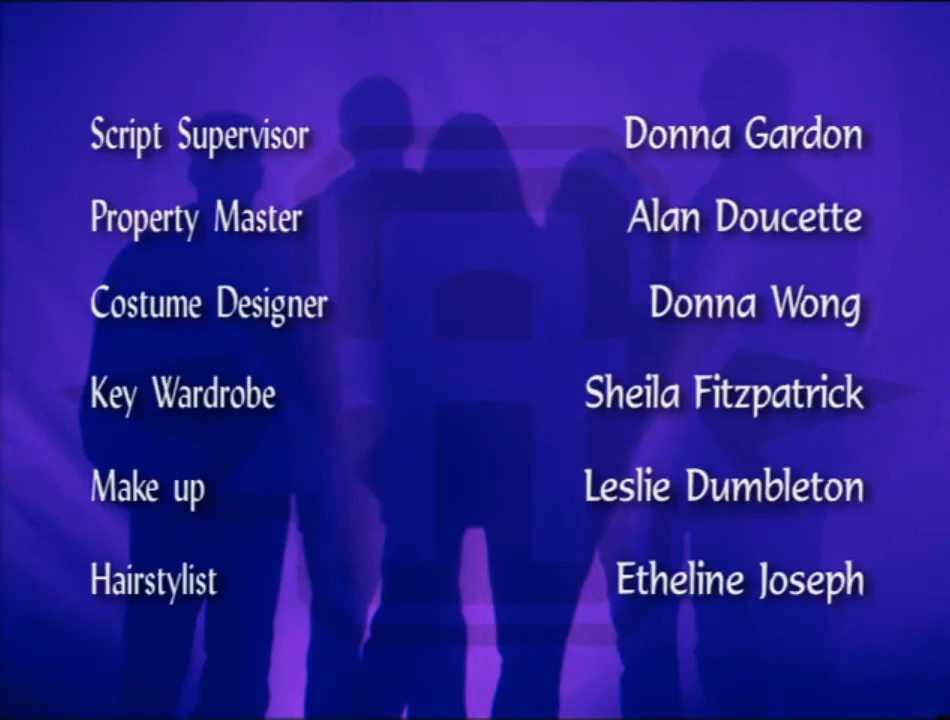 Script Supervisor Donna Gardon
Property Master Alan Doucette
Costume Designer Donna Wong
Key Wardrobe Sheila Fitzpatrick
Make up Leslie Dumbleton
Hairstylist Etheline Joseph